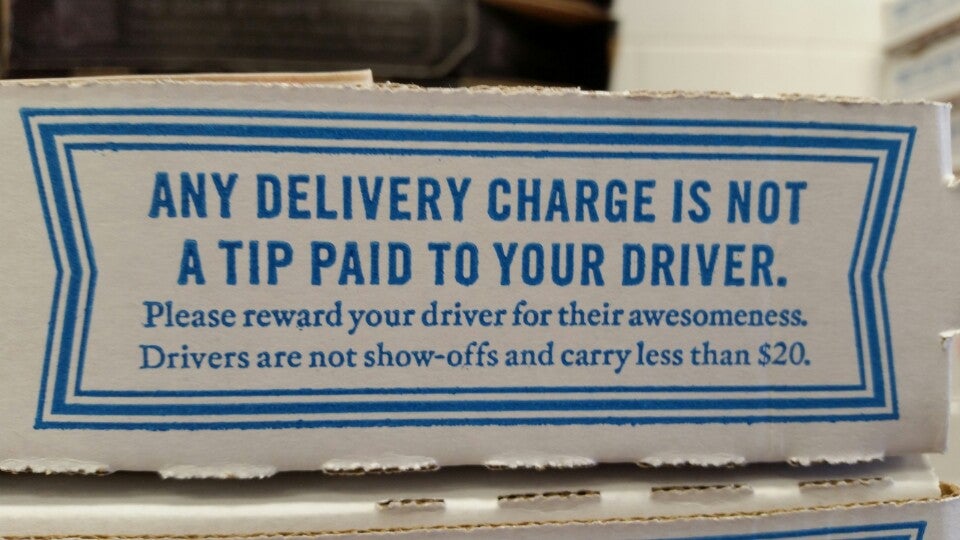 ANY DELIVERY CHARGE IS NOT
A TIP PAID TO YOUR DRIVER.
Please reward your driver for their awesomeness.
Drivers are not show-offs and carry less than $20.